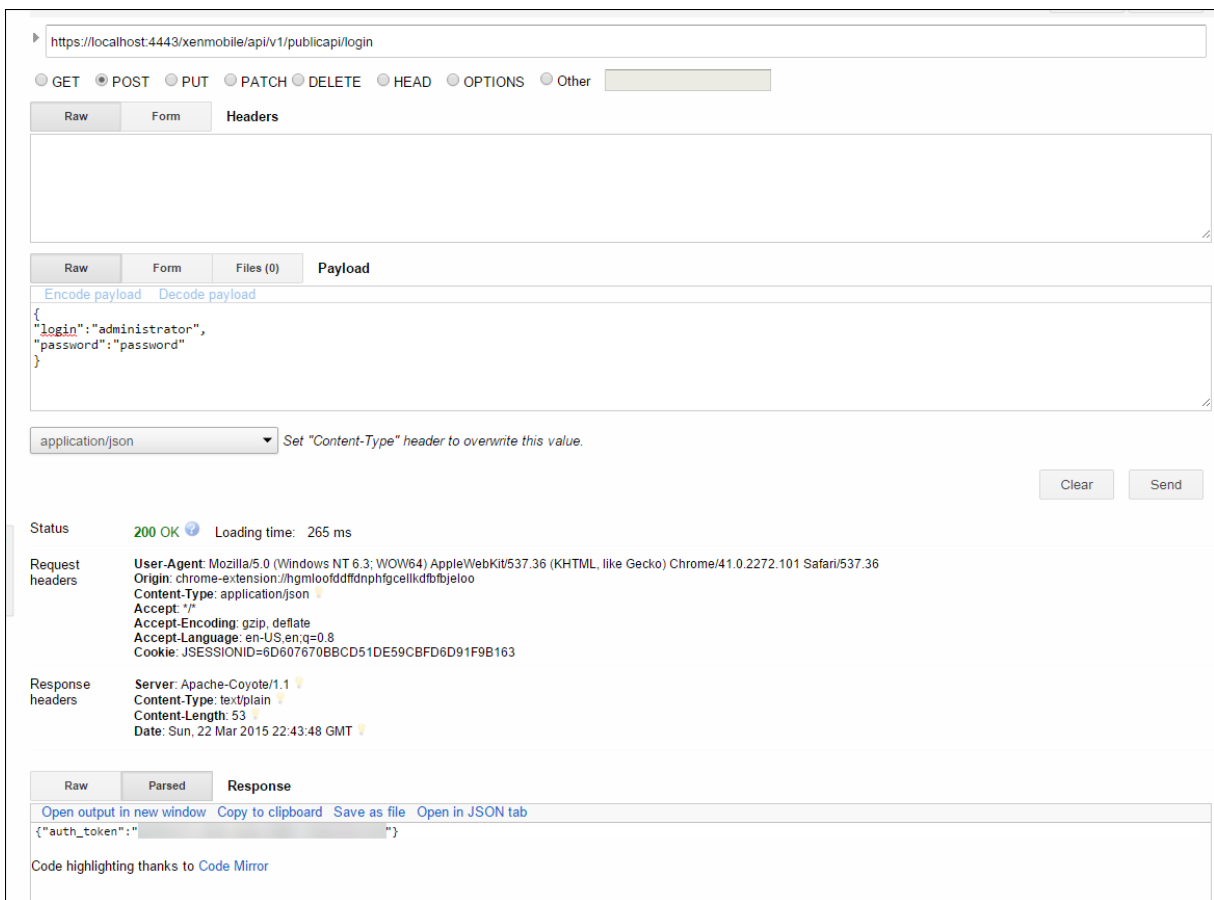 https://localhost:4443/xenmobile/api/v1/publicapi/login
GET POST PUT PATCH DELETE HEAD OPTIONS Other
Raw Form Headers
Raw Form Files (0) Payload
Encode payload Decode payload
{
"login":"administrator",
"password":"password"
}
application/json Set "Content-Type" header to overwrite this value.
Clear Send
Status 200 OK Loading time: 265 ms
Request headers User-Agent: Mozilla/5.0 (Windows NT 6.3; WOW64) AppleWebKit/537.36 (KHTML, like Gecko) Chrome/41.0.2272.101 Safari/537.36
Origin: chrome-extension://hgmloofddffdnphfgcellkdfbfbjeloo
Content-Type: application/json
Accept: */*
Accept-Encoding: gzip, deflate
Accept-Language: en-US,en;q=0.8
Cookie: JSESSIONID=6D607670BBCD51DE59CBFD6D91F9B163
Response headers Server: Apache-Coyote/1.1
Content-Type: text/plain
Content-Length: 53
Date: Sun, 22 Mar 2015 22:43:48 GMT
Raw Parsed Response
Open output in new window Copy to clipboard Save as file Open in JSON tab
{"auth_token":" "}
Code highlighting thanks to Code Mirror